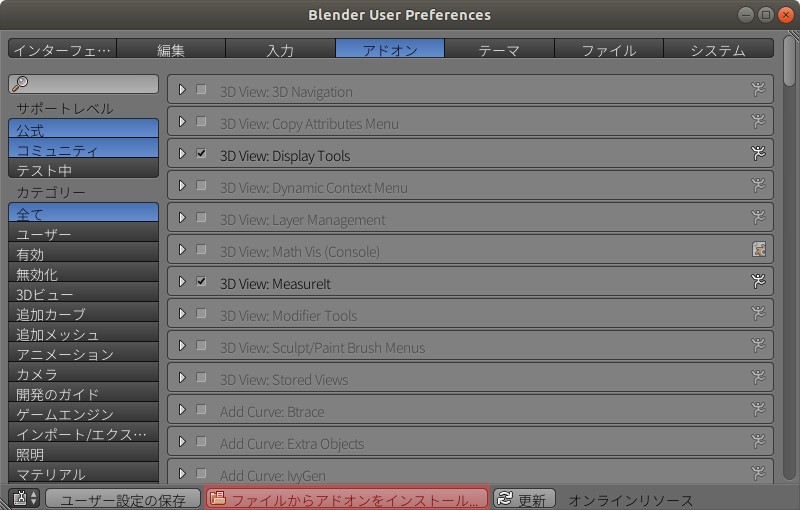 Blender User Preferences
インターフェ…
編集
入力
アドオン
テーマ
ファイル
システム
サポートレベル
公式
コミュニティ
テスト中
カテゴリー
全て
ユーザー
有効
無効化
3Dビュー
追加カーブ
追加メッシュ
アニメーション
カメラ
開発のガイド
ゲームエンジン
インポート/エクス…
照明
マテリアル
3D View: 3D Navigation
3D View: Copy Attributes Menu
3D View: Display Tools
3D View: Dynamic Context Menu
3D View: Layer Management
3D View: Math Vis (Console)
3D View: MeasureIt
3D View: Modifier Tools
3D View: Sculpt/Paint Brush Menus
3D View: Stored Views
Add Curve: Btrace
Add Curve: Extra Objects
Add Curve: IvyGen
ユーザー設定の保存
ファイルからアドオンをインストール...
更新
オンラインリソース